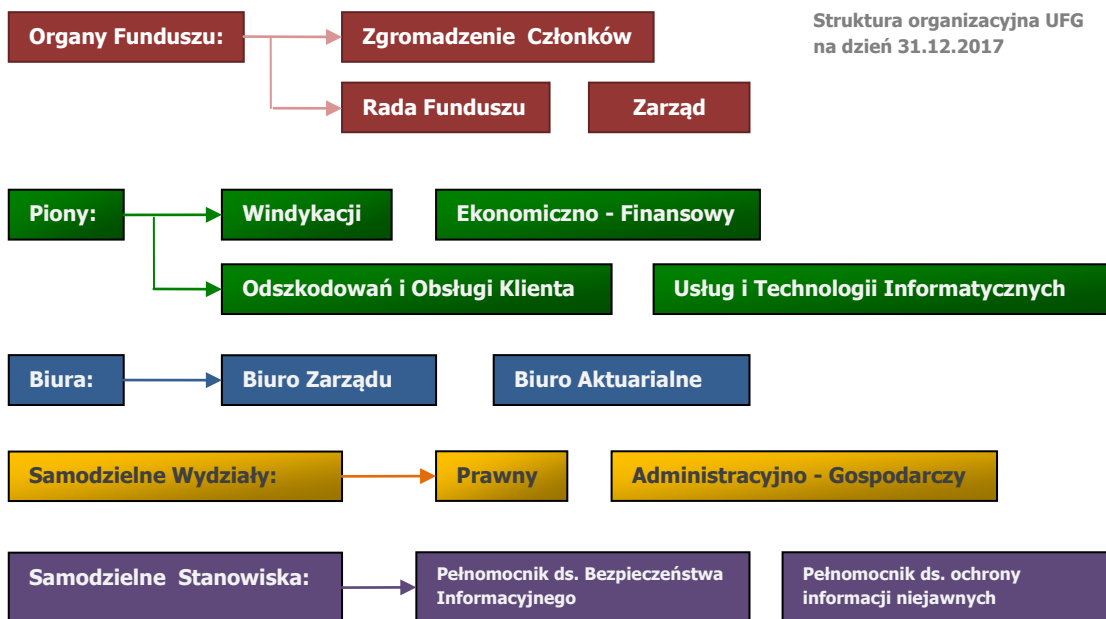 Struktura organizacyjna UFG
na dzień 31.12.2017
Organy Funduszu:
Zgromadzenie Członków
Rada Funduszu
Zarząd
Piony:
Windykacji
Ekonomiczno - Finansowy
Odszkodowań i Obsługi Klienta
Usług i Technologii Informatycznych
Biura:
Biuro Zarządu
Biuro Aktuarialne
Samodzielne Wydziały:
Prawny
Administracyjno - Gospodarczy
Samodzielne Stanowiska:
Pełnomocnik ds. Bezpieczeństwa
Informacyjnego
Pełnomocnik ds. ochrony
informacji niejawnych